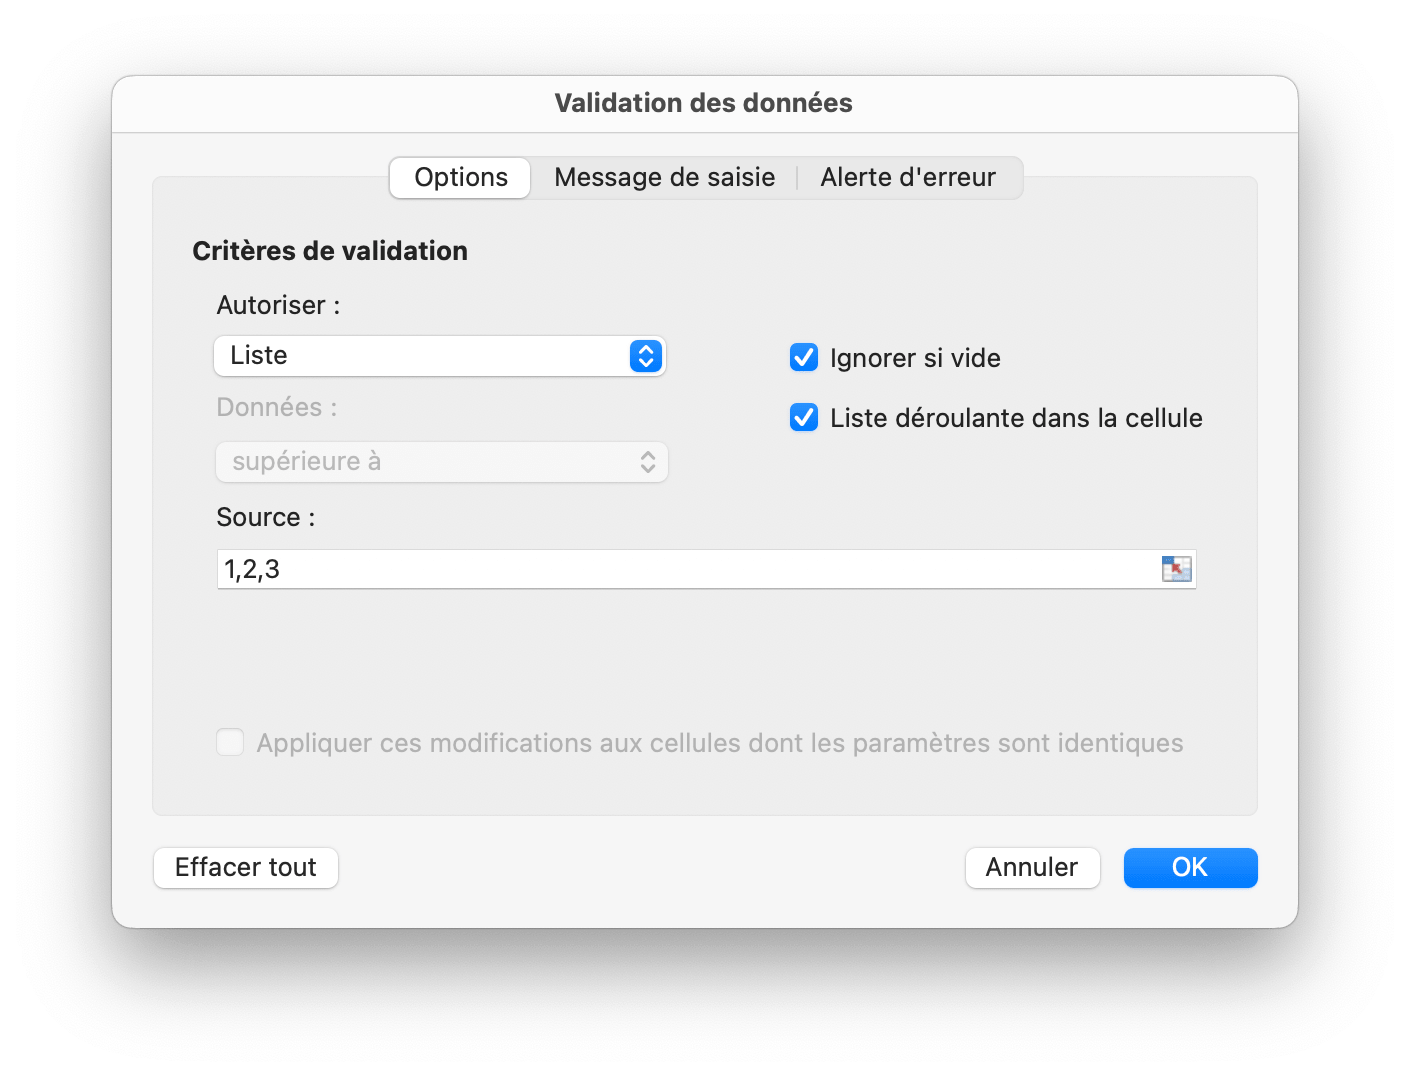 Validation des données
Options Message de saisie Alerte d'erreur
Critères de validation
Autoriser :
Liste
Ignorer si vide
Données :
Liste déroulante dans la cellule
supérieure à
Source :
1,2,3
Appliquer ces modifications aux cellules dont les paramètres sont identiques
Effacer tout Annuler OK